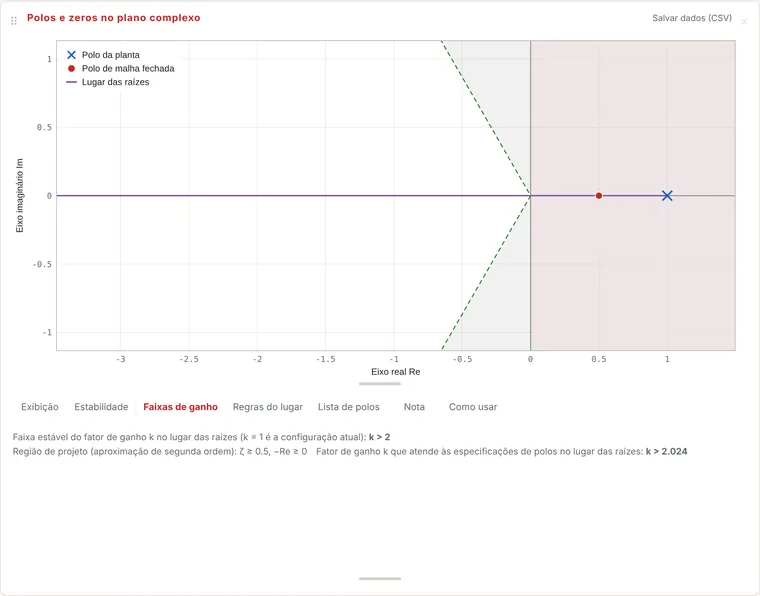 Polos e zeros no plano complexo
Salvar dados (CSV)
Polo da planta
Polo de malha fechada
Lugar das raízes
1
0.5
0
-0.5
-1
Eixo imaginário Im
-3 -2.5 -2 -1.5 -1 -0.5 0 0.5 1
Eixo real Re
Exibição Estabilidade Faixas de ganho Regras do lugar Lista de polos Nota Como usar
Faixa estável do fator de ganho k no lugar das raízes (k = 1 é a configuração atual): k > 2
Região de projeto (aproximação de segunda ordem): ζ ≥ 0.5, −Re ≥ 0 Fator de ganho k que atende às especificações de polos no lugar das raízes: k > 2.024